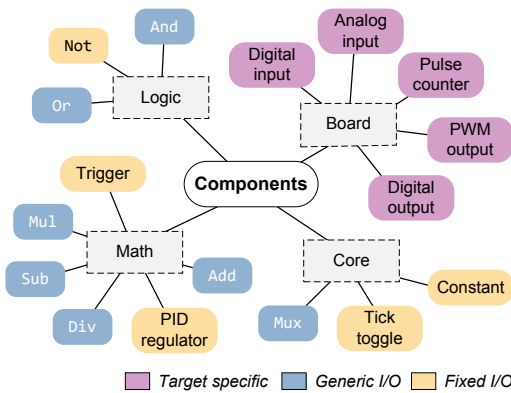 And
Not
Or
Logic
Analog
input
Digital
input
Pulse
counter
Board
PWM
output
Digital
output
Components
Trigger
Mul
Math
Sub
Add
Div
PID
regulator
Core
Constant
Mux
Tick
toggle
Target specific
Generic I/O
Fixed I/O